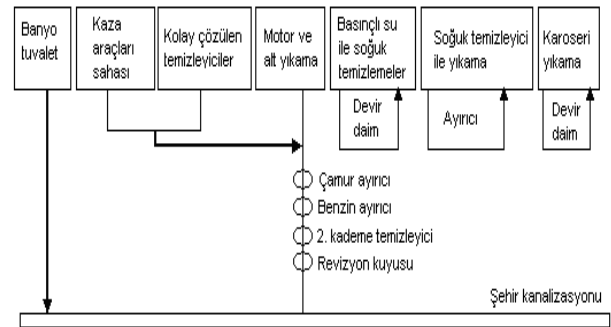 Banyo
tuvalet
Kaza
araçları
sahası
Kolay çözülen
temizleyiciler
Motor ve
alt yıkama
Basınçlı su
ile soğuk
temizlemeler
Soğuk temizleyici
ile yıkama
Karoseri
yıkama
Devir
daim
Ayırıcı
Devir
daim
Çamur ayırıcı
Benzin ayırıcı
2. kademe temizleyici
Revizyon kuyusu
Şehir kanalizasyonu